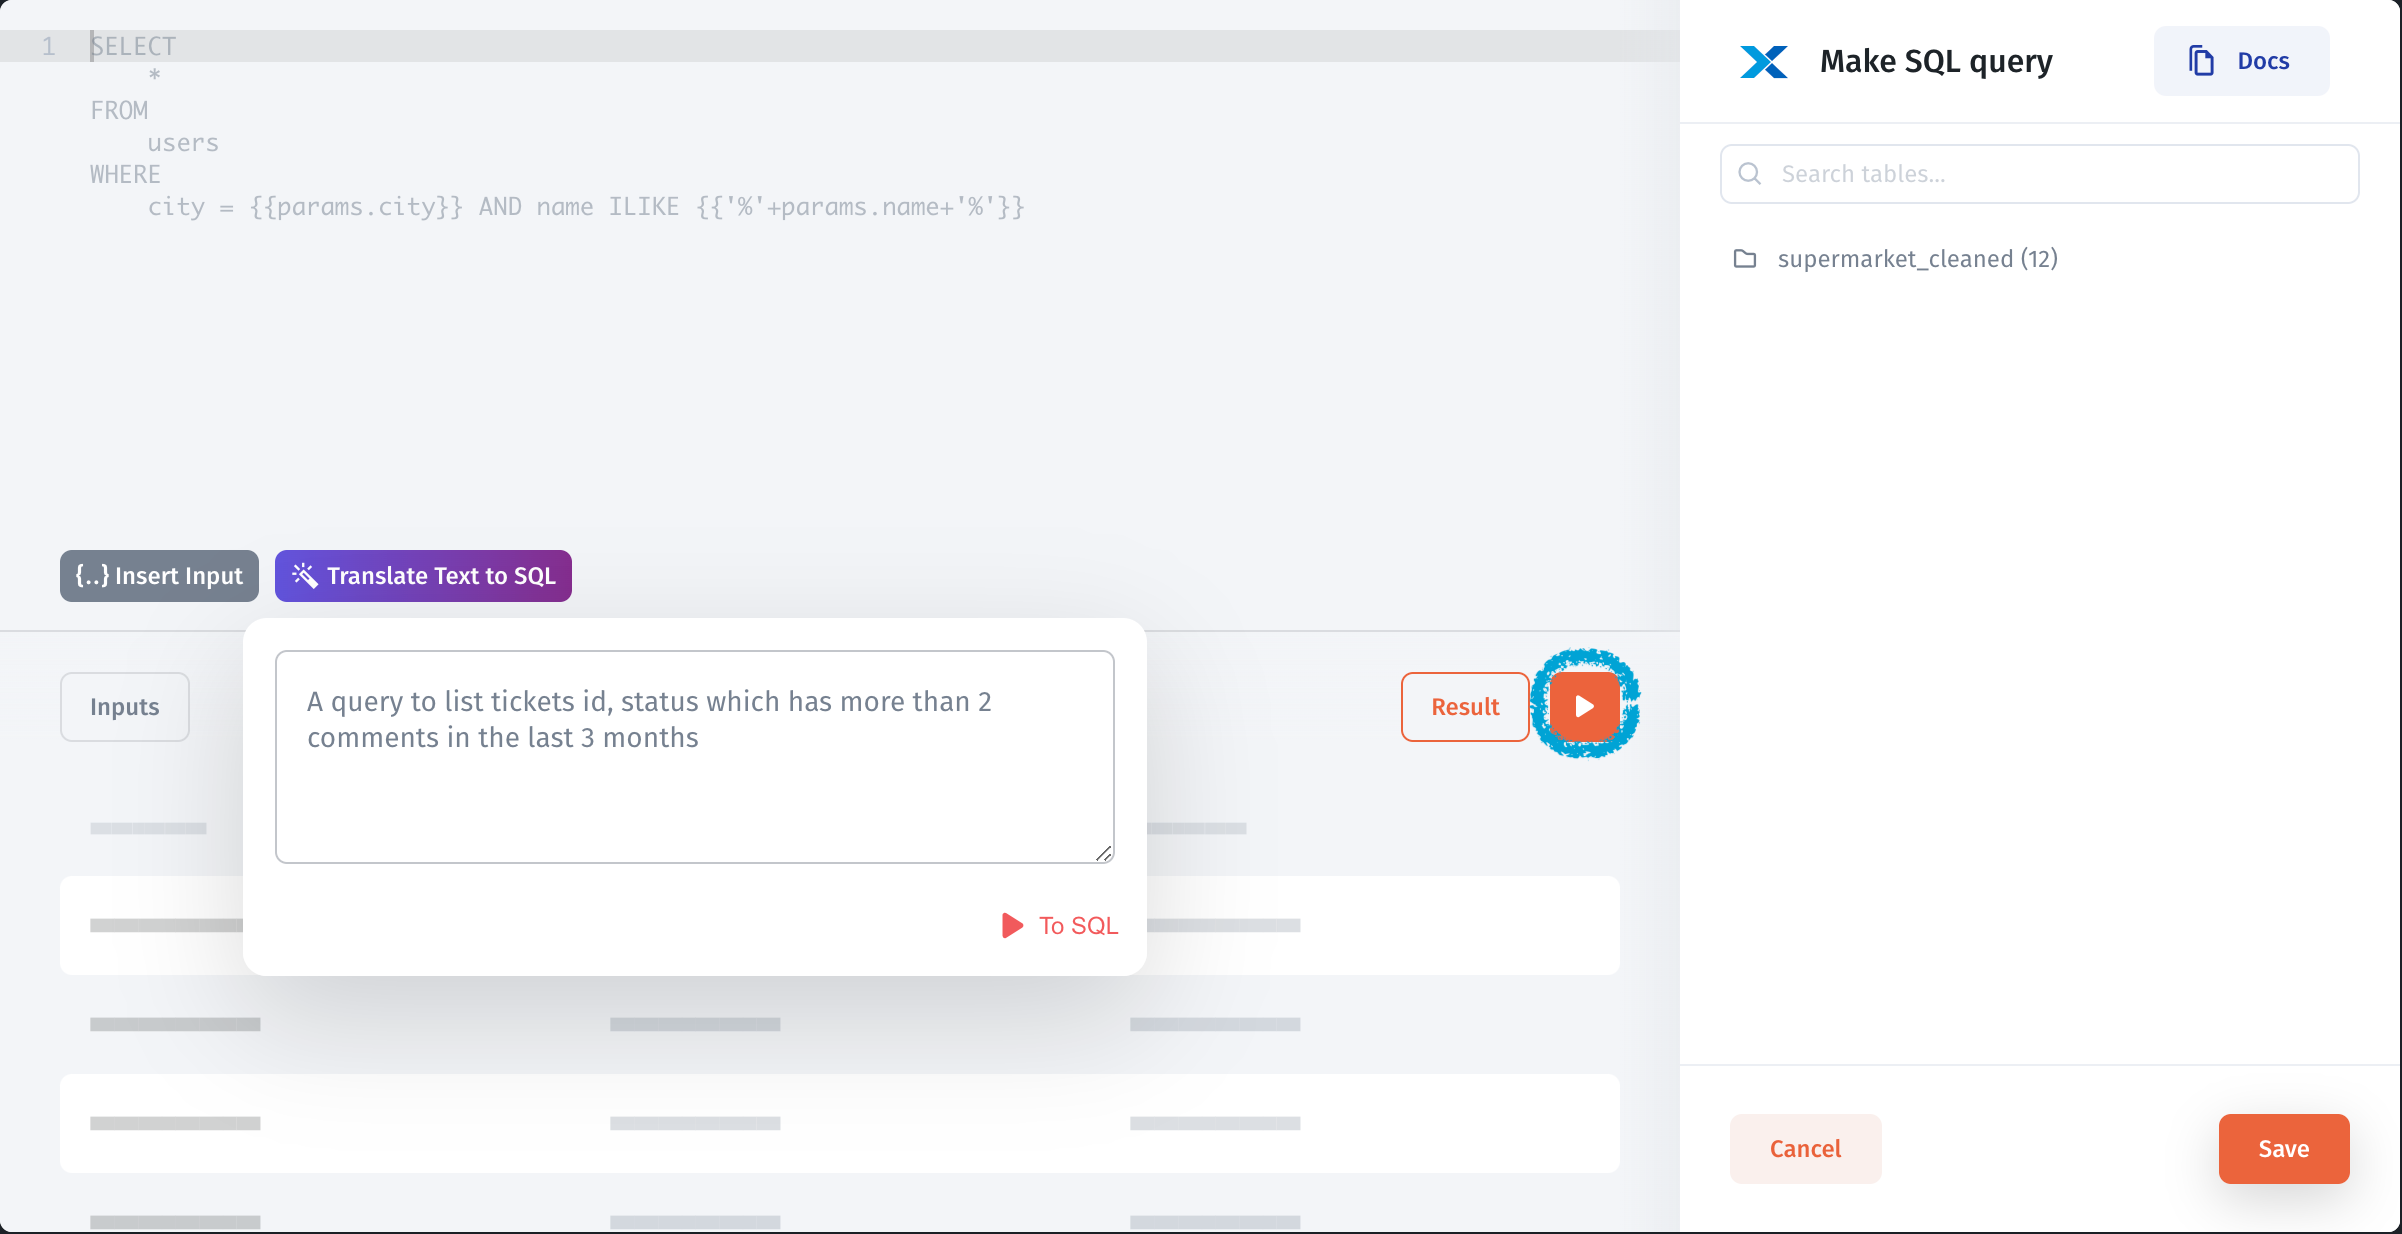 1 SELECT
*
FROM
users
WHERE
city = {{params.city}} AND name ILIKE {{'%'+params.name+'%'}}
{..} Insert Input
Translate Text to SQL
Inputs
A query to list tickets id, status which has more than 2
comments in the last 3 months
To SQL
Result
Make SQL query
Docs
Search tables...
supermarket_cleaned (12)
Cancel
Save